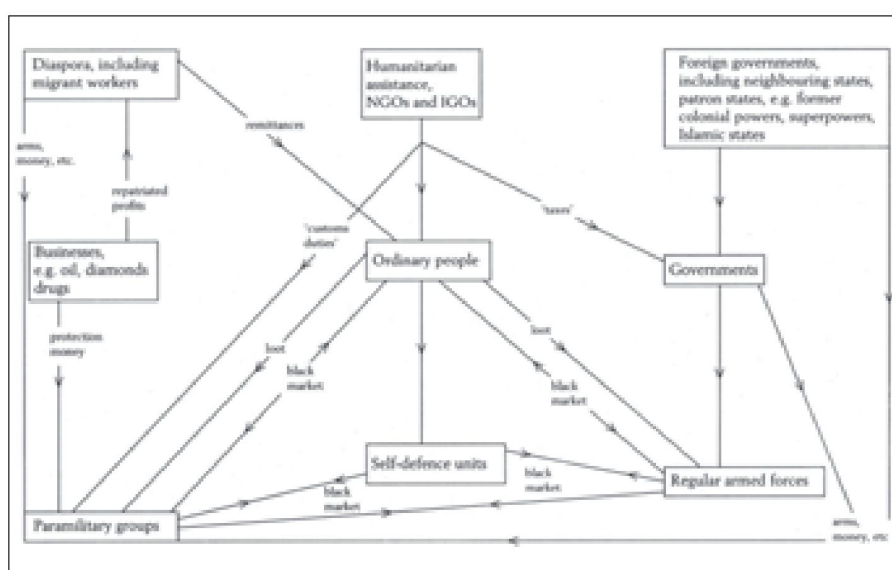 Diaspora, including
migrant workers
Humanitarian
assistance,
NGOs and IGOs
Foreign governments,
including neighbouring states,
patron states, e.g. former
colonial powers, superpowers,
Islamic states
remittances
arms,
money, etc.
repatriated
profits
'customs
duties'
'taxes'
Businesses,
e.g. oil, diamonds
drugs
Ordinary people
Governments
protection
money
loot
black
market
loot
black
market
Self-defence units
black
market
black
market
Regular armed forces
Paramilitary groups
arms,
money, etc